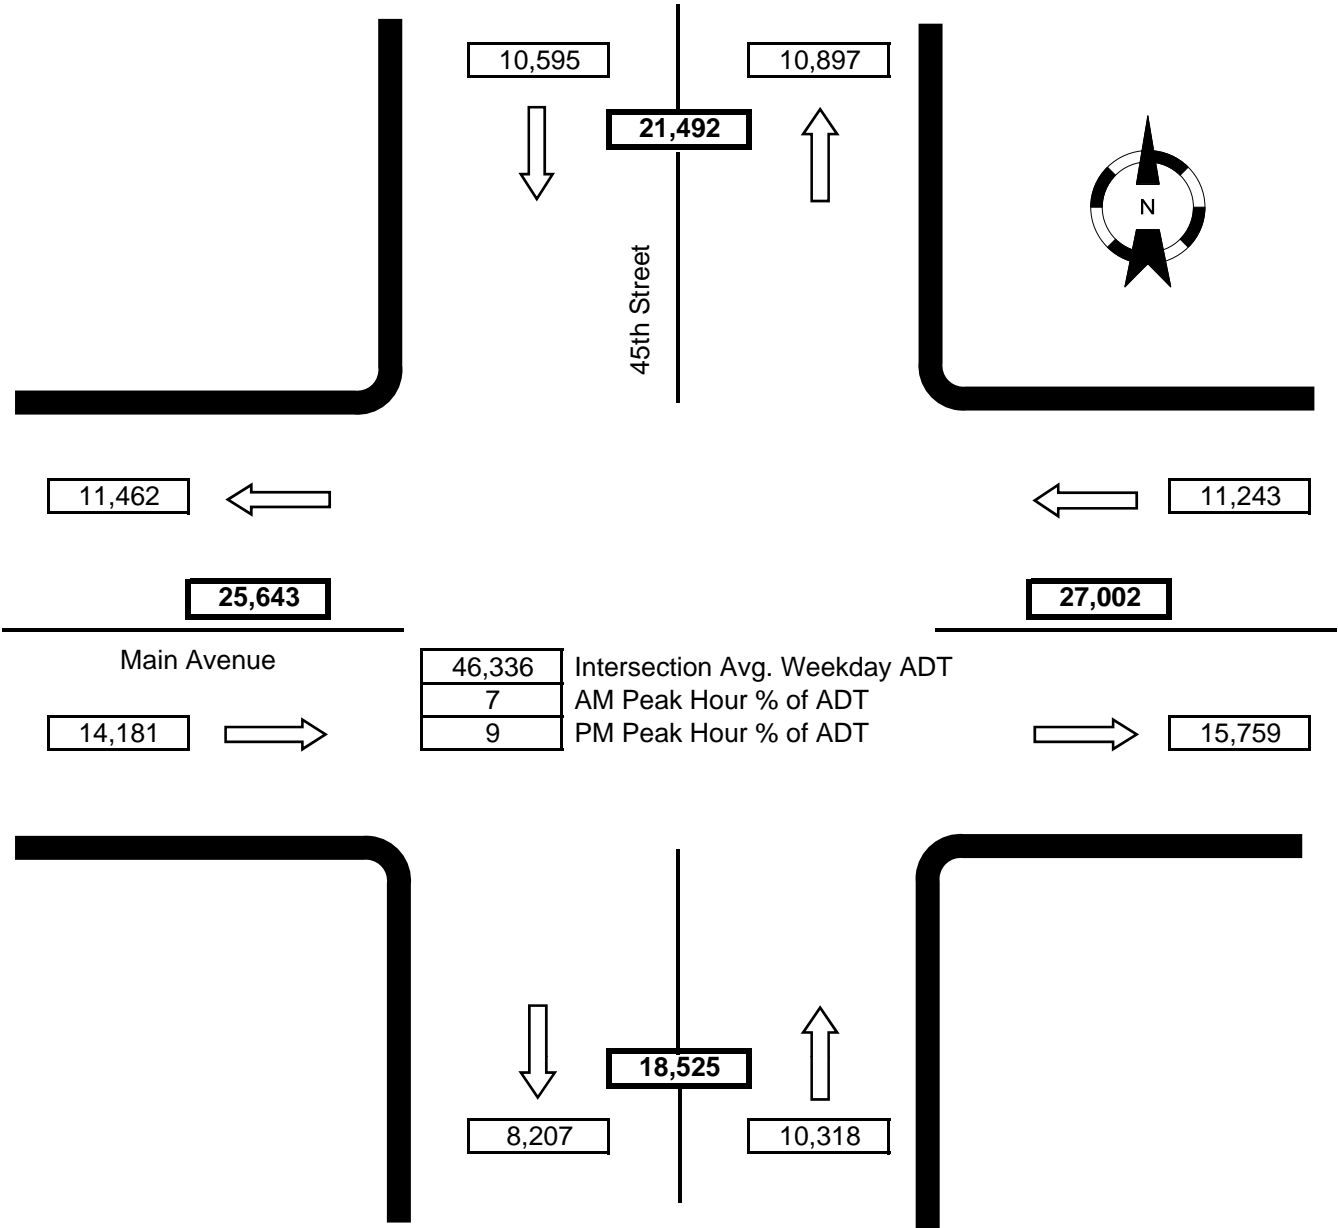 10,595
10,897
21,492
N
45th Street
11,462
11,243
25,643
27,002
Main Avenue
46,336 Intersection Avg. Weekday ADT
7 AM Peak Hour % of ADT
9 PM Peak Hour % of ADT
14,181
15,759
18,525
8,207
10,318